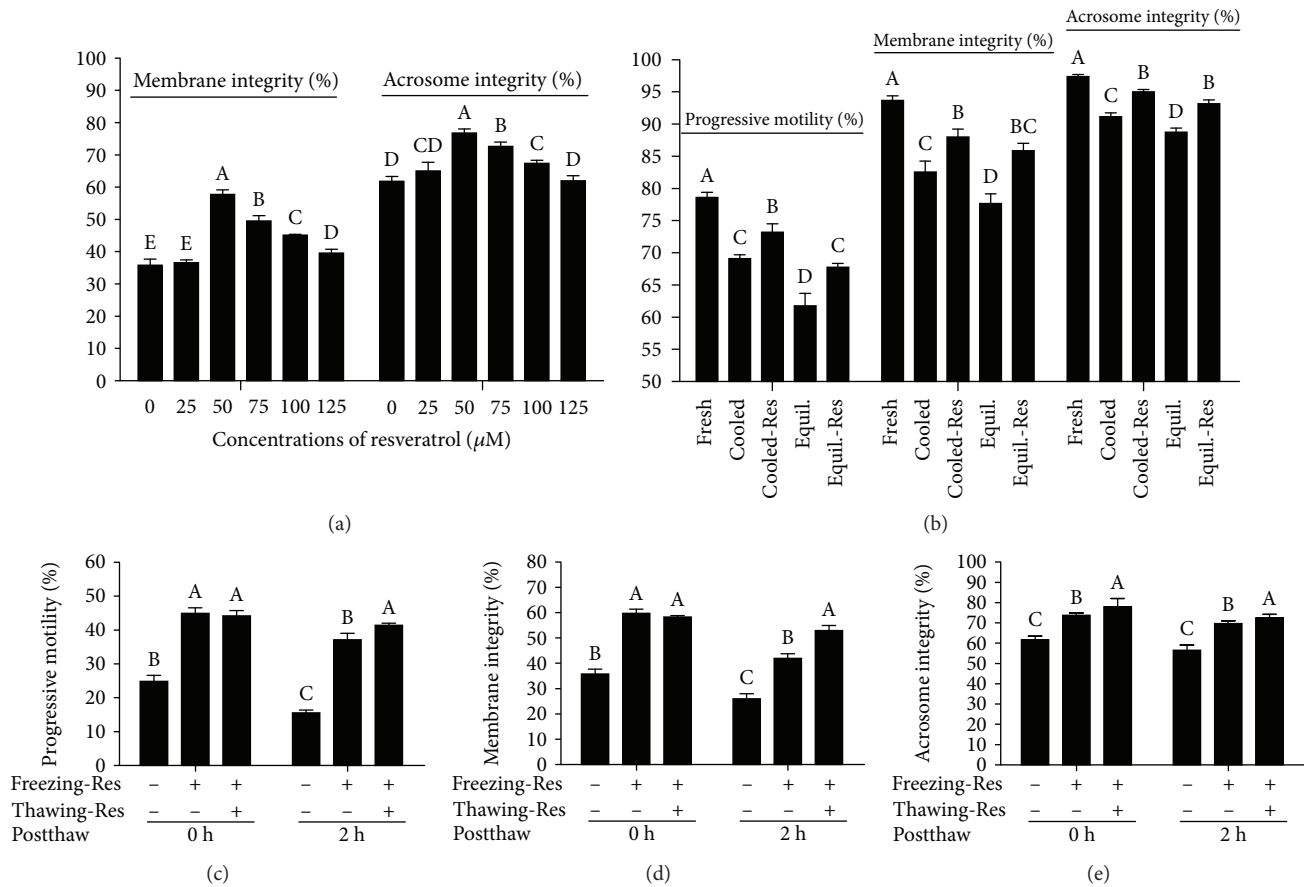 Membrane integrity (%) Acrosome integrity (%)
100
90
80
70
60
50
40
30
20
10
0
E E A B C D D CD A B C D
0 25 50 75 100 125 0 25 50 75 100 125
Concentrations of resveratrol (μM)
(a)
Progressive motility (%)
Membrane integrity (%)
Acrosome integrity (%)
100
95
90
85
80
75
70
65
60
55
50
A C B D C A C B D BC A C B D B
Fresh Cooled Cooled-Res Equil. Equil.-Res Fresh Cooled Cooled-Res Equil. Equil.-Res Fresh Cooled Cooled-Res Equil. Equil.-Res
(b)
Progressive motility (%)
60
50
40
30
20
10
0
B A A C B A
Freezing-Res − + + − + +
Thawing-Res − − + − − +
Postthaw 0 h 2 h
(c)
Membrane integrity (%)
80
70
60
50
40
30
20
10
0
B A A C B A
Freezing-Res − + + − + +
Thawing-Res − − + − − +
Postthaw 0 h 2 h
(d)
Acrosome integrity (%)
100
90
80
70
60
50
40
30
20
10
0
C B A C B A
Freezing-Res − + + − + +
Thawing-Res − − + − − +
Postthaw 0 h 2 h
(e)